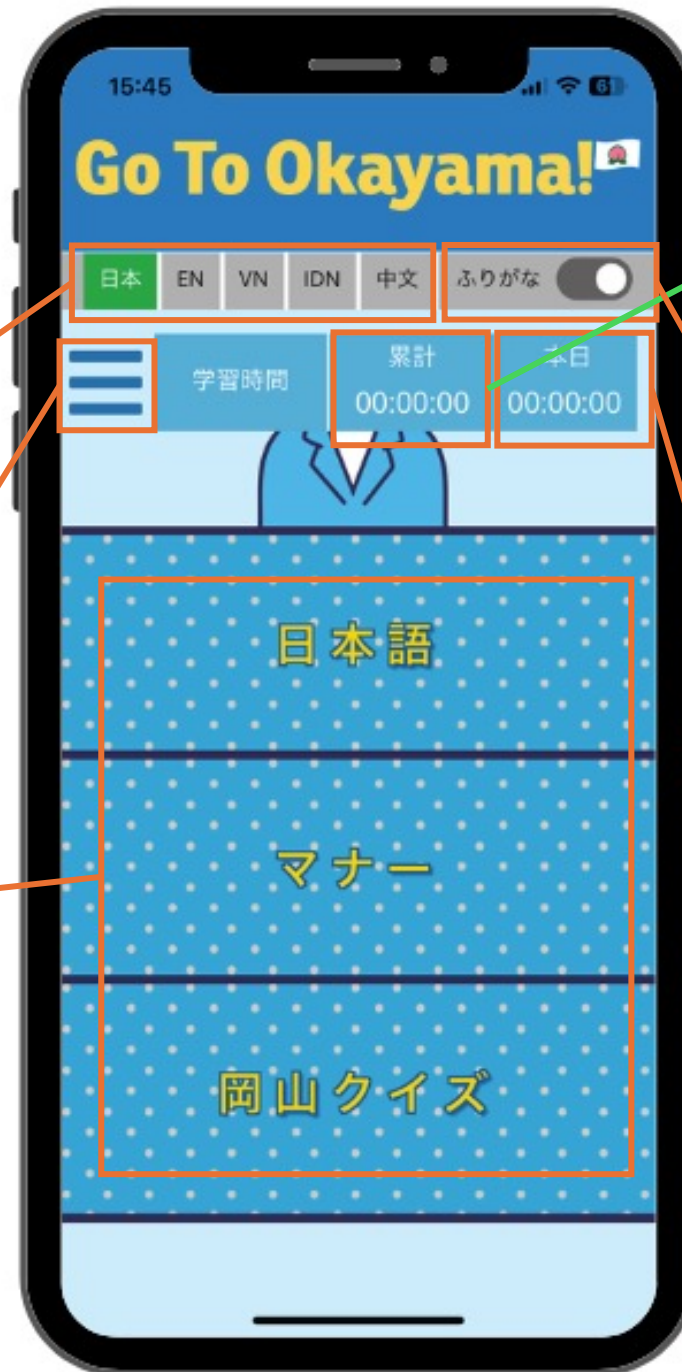 15:45
Go To Okayama!
日本 EN VN IDN 中文 ふりがな
学習時間 累計 本日
00:00:00 00:00:00
日本語
マナー
岡山クイズ